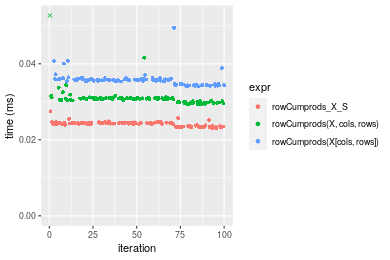 time (ms)
0.04
0.02
0.00
0
25
50
75
100
iteration
expr
rowCumprods_X_S
rowCumprods(X, cols, rows)
rowCumprods(X[cols, rows])